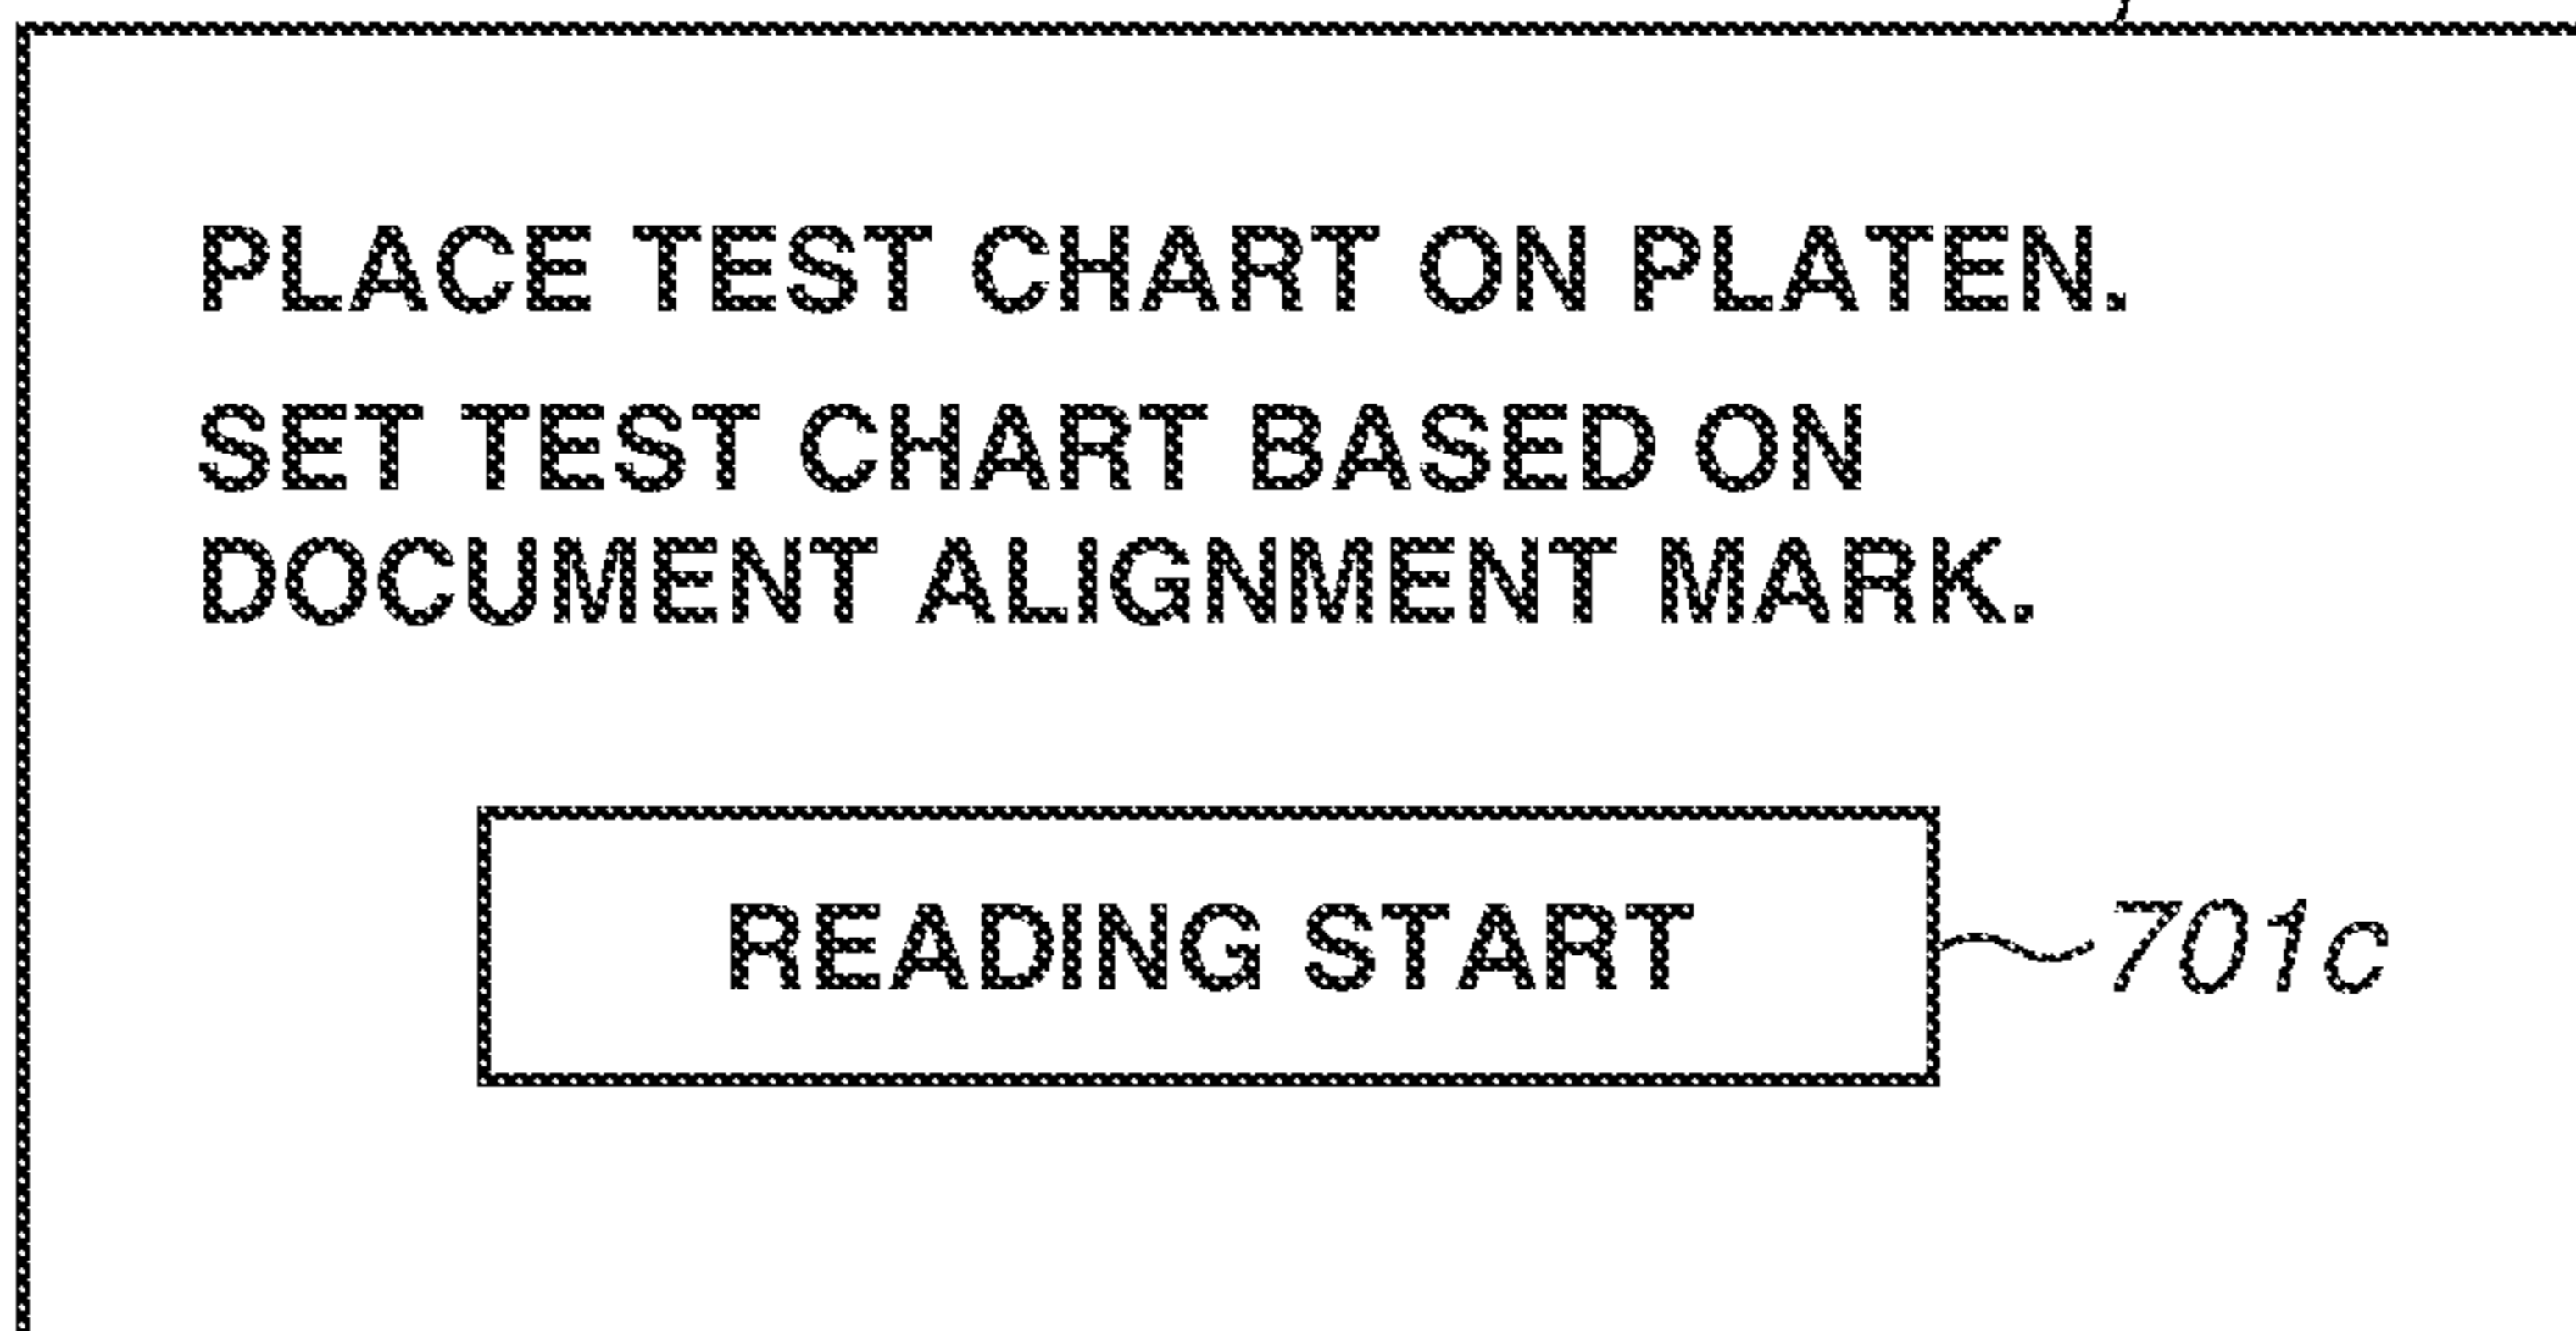 PLACE TEST CHART ON PLATEN.
SET TEST CHART BASED ON
DOCUMENT ALIGNMENT MARK.
READING START
701c